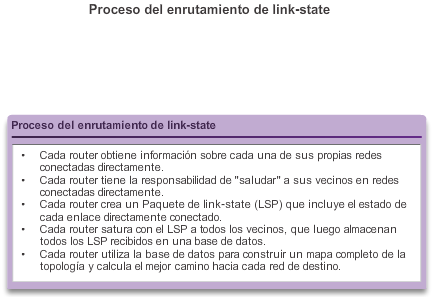 Proceso del enrutamiento de link-state
Proceso del enrutamiento de link-state
• Cada router obtiene información sobre cada una de sus propias redes
conectadas directamente.
• Cada router tiene la responsabilidad de "saludar" a sus vecinos en redes
conectadas directamente.
• Cada router crea un Paquete de link-state (LSP) que incluye el estado de
cada enlace directamente conectado.
• Cada router satura con el LSP a todos los vecinos, que luego almacenan
todos los LSP recibidos en una base de datos.
• Cada router utiliza la base de datos para construir un mapa completo de la
topología y calcula el mejor camino hacia cada red de destino.